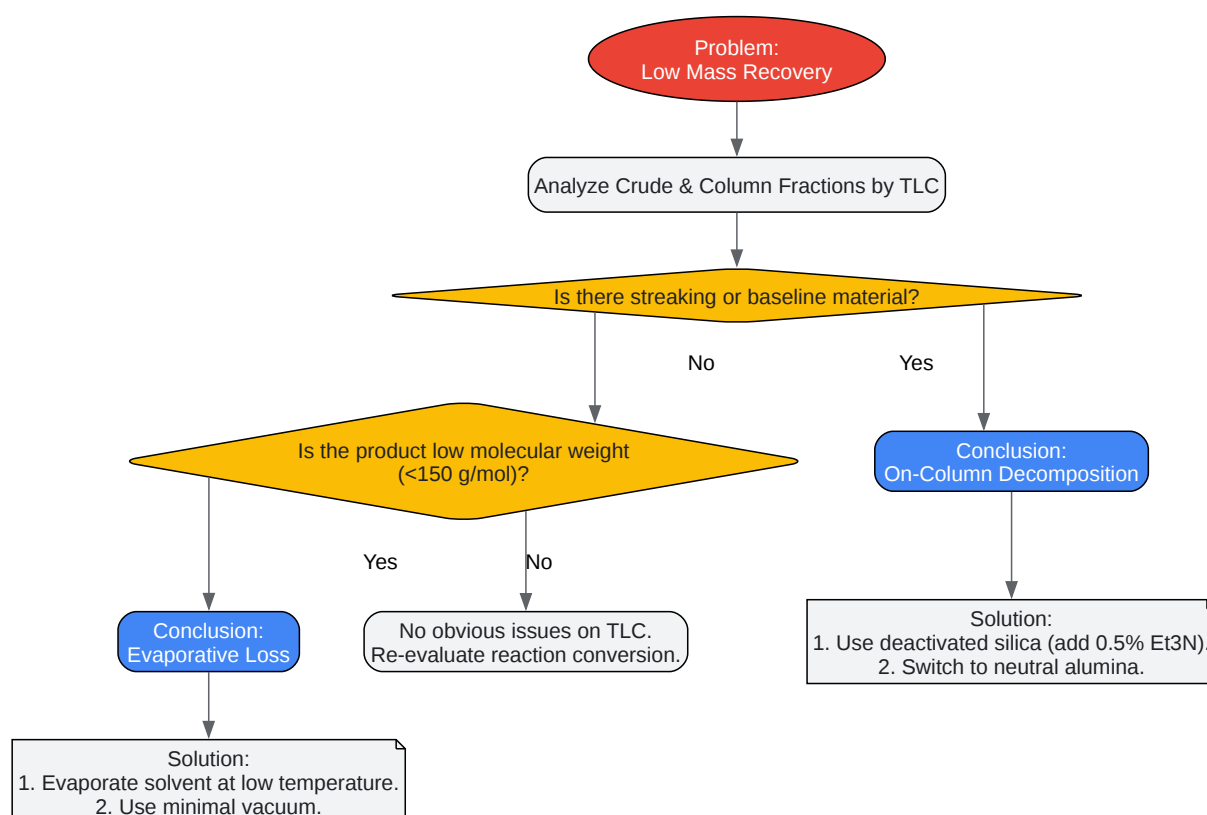 Problem:
Low Mass Recovery
Analyze Crude & Column Fractions by TLC
Is there streaking or baseline material?
No
Yes
Is the product low molecular weight
(<150 g/mol)?
Conclusion:
On-Column Decomposition
Yes
No
Conclusion:
Evaporative Loss
No obvious issues on TLC.
Re-evaluate reaction conversion.
Solution:
1. Use deactivated silica (add 0.5% Et3N).
2. Switch to neutral alumina.
Solution:
1. Evaporate solvent at low temperature.
2. Use minimal vacuum.